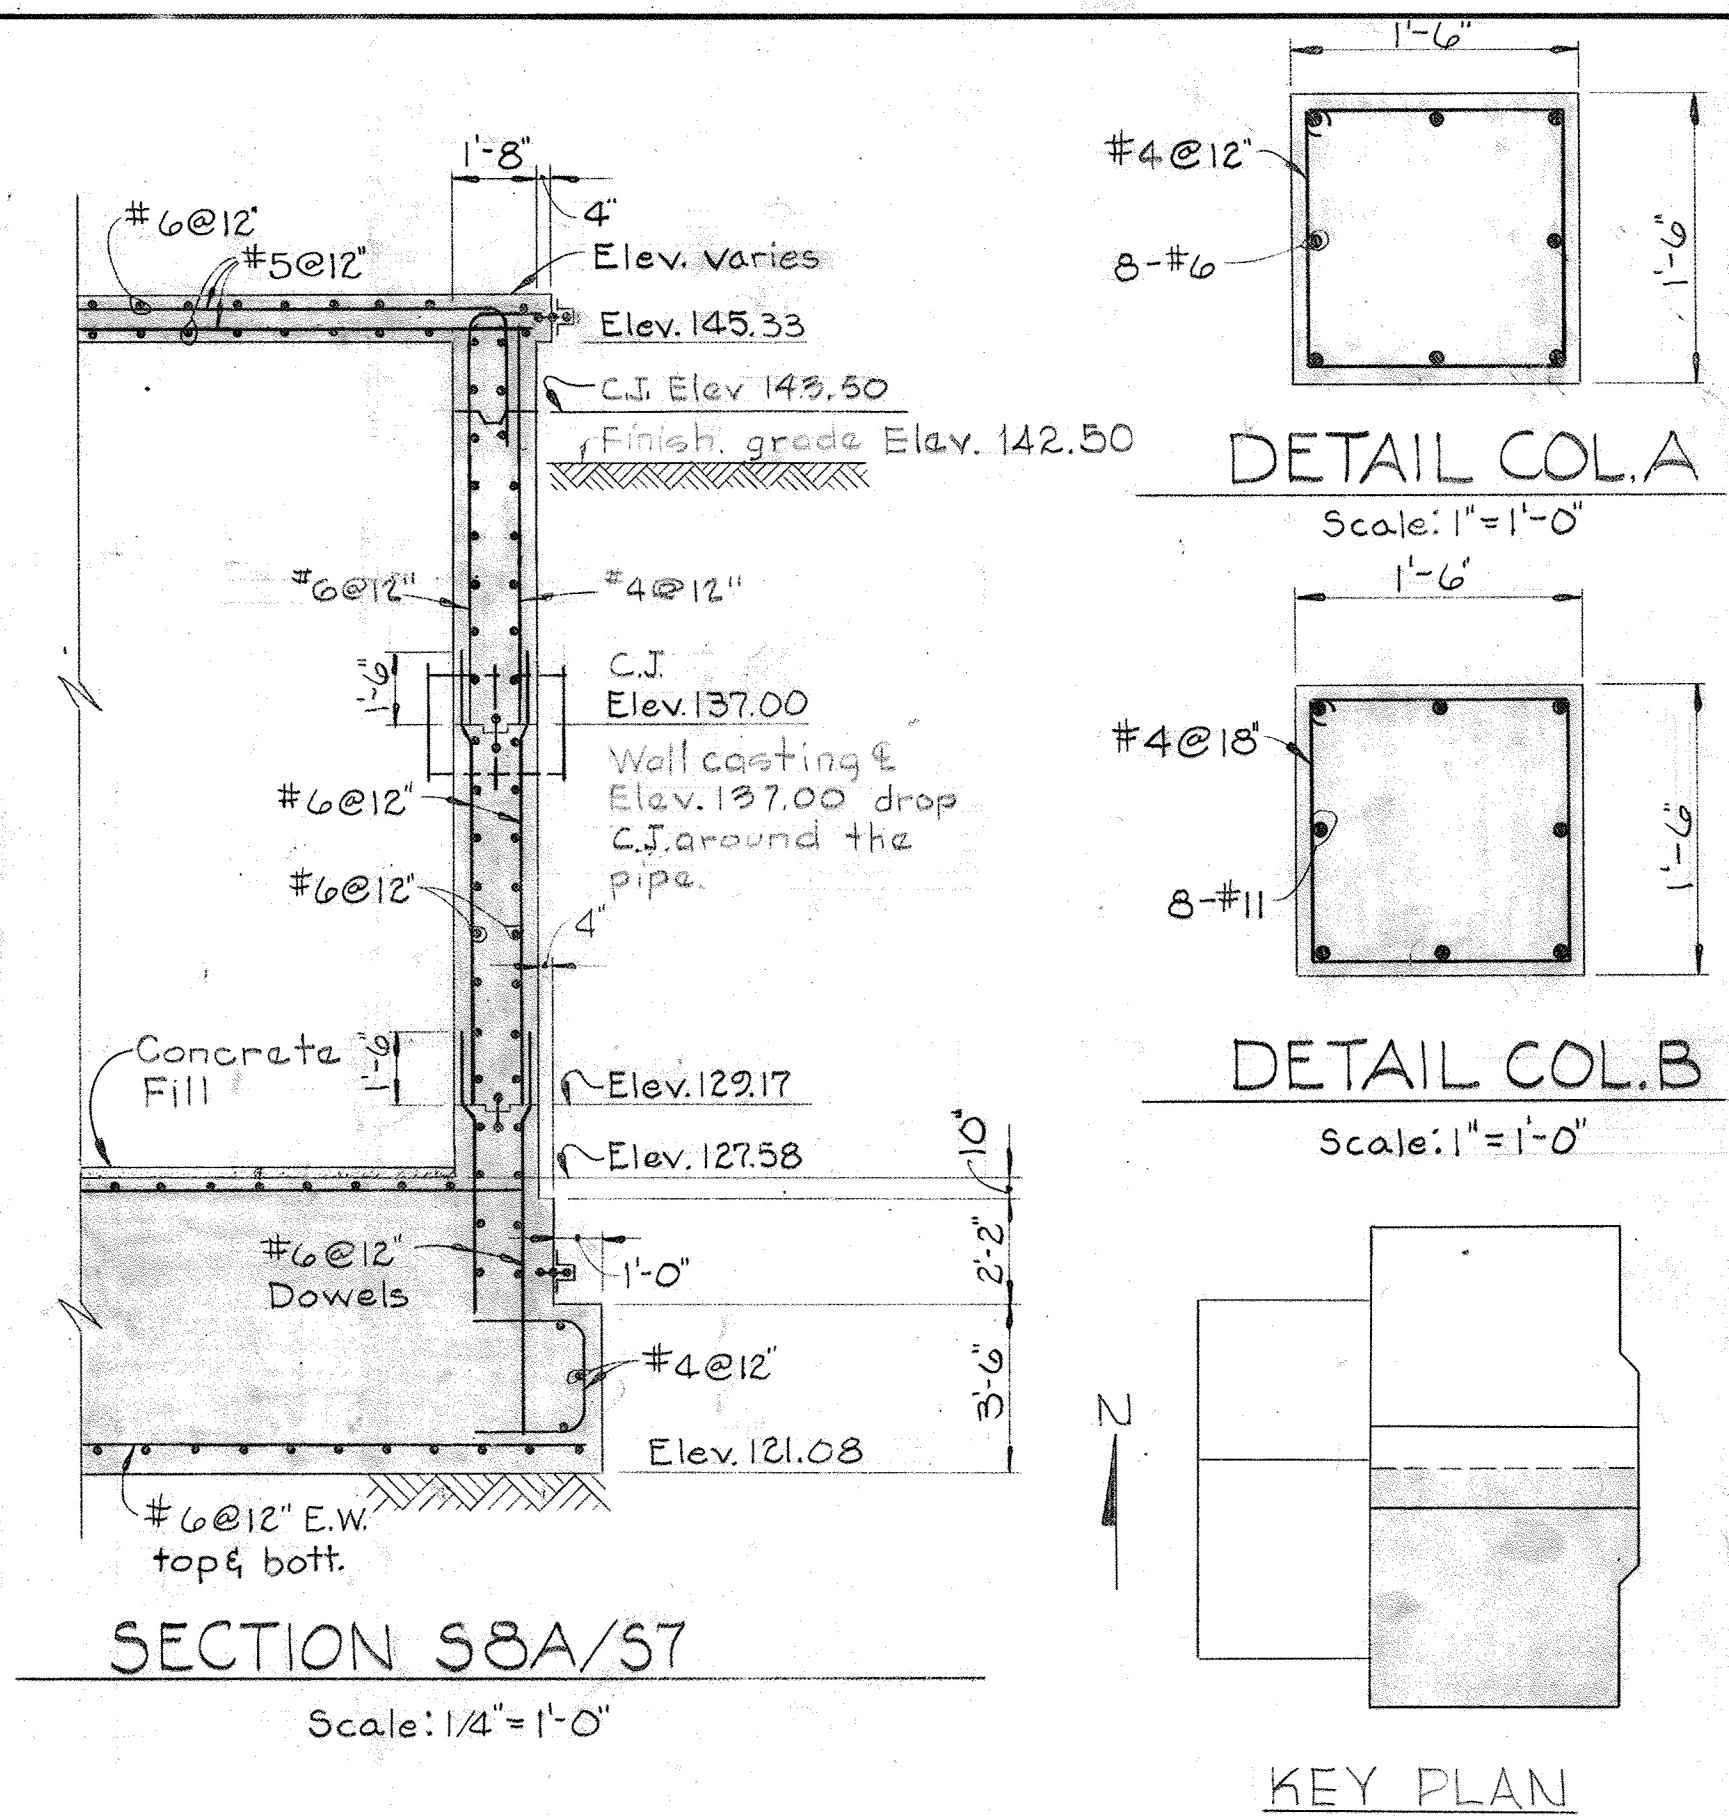 1'-8"
4"
#6@12"
#5@12"
Elev. varies
Elev. 145.33
C.J. Elev 143.50
Finish. grade Elev. 142.50
#6@12"
#4@12"
1'-6"
C.J.
Elev. 137.00
Wall casting ℄
Elev. 137.00 drop
C.J. around the
pipe.
#6@12"
#6@12"
4"
Concrete
Fill
1'-6"
Elev. 129.17
Elev. 127.58
10"
2'-2"
3'-6"
#6@12"
Dowels
1'-0"
#4@12"
Elev. 121.08
#6@12" E.W.
top & bott.
SECTION S8A/S7
Scale: 1/4" = 1'-0"
1'-6"
#4@12"
8-#6
1'-6"
DETAIL COL. A
Scale: 1" = 1'-0"
1'-6"
#4@18"
8-#11
1'-6"
DETAIL COL. B
Scale: 1" = 1'-0"
N
KEY PLAN